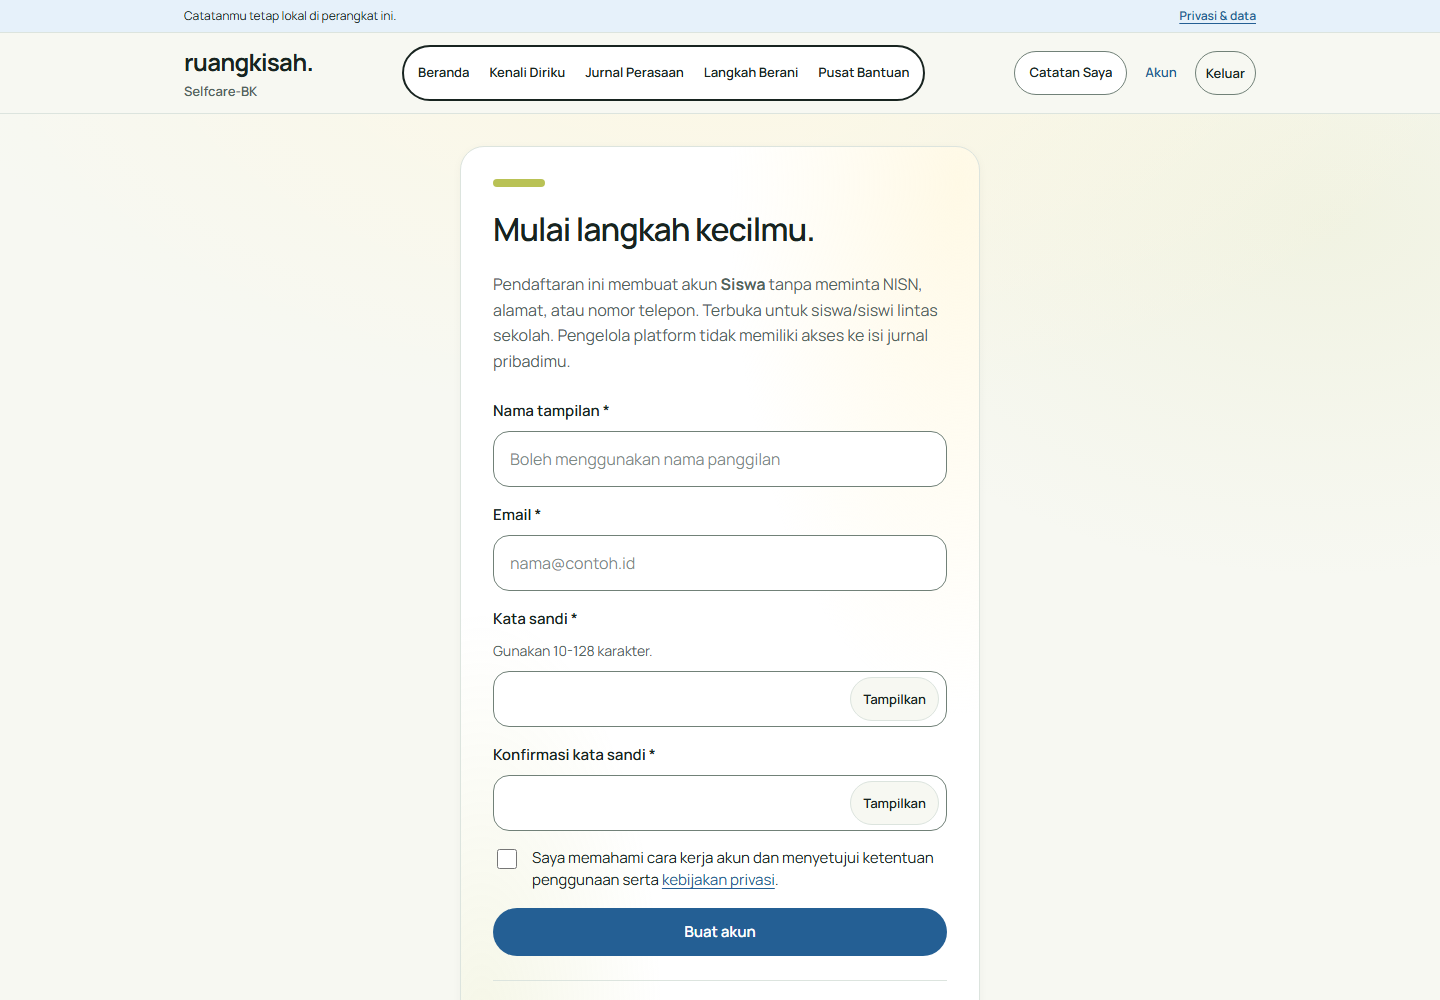 Catatanmu tetap lokal di perangkat ini.
Privasi & data
ruangkisah.
Selfcare-BK
Beranda
Kenali Diriku
Jurnal Perasaan
Langkah Berani
Pusat Bantuan
Catatan Saya
Akun
Keluar
Mulai langkah kecilmu.
Pendaftaran ini membuat akun Siswa tanpa meminta NISN,
alamat, atau nomor telepon. Terbuka untuk siswa/siswi lintas
sekolah. Pengelola platform tidak memiliki akses ke isi jurnal
pribadimu.
Nama tampilan *
Boleh menggunakan nama panggilan
Email *
nama@contoh.id
Kata sandi *
Gunakan 10-128 karakter.
Tampilkan
Konfirmasi kata sandi *
Tampilkan
Saya memahami cara kerja akun dan menyetujui ketentuan
penggunaan serta kebijakan privasi.
Buat akun